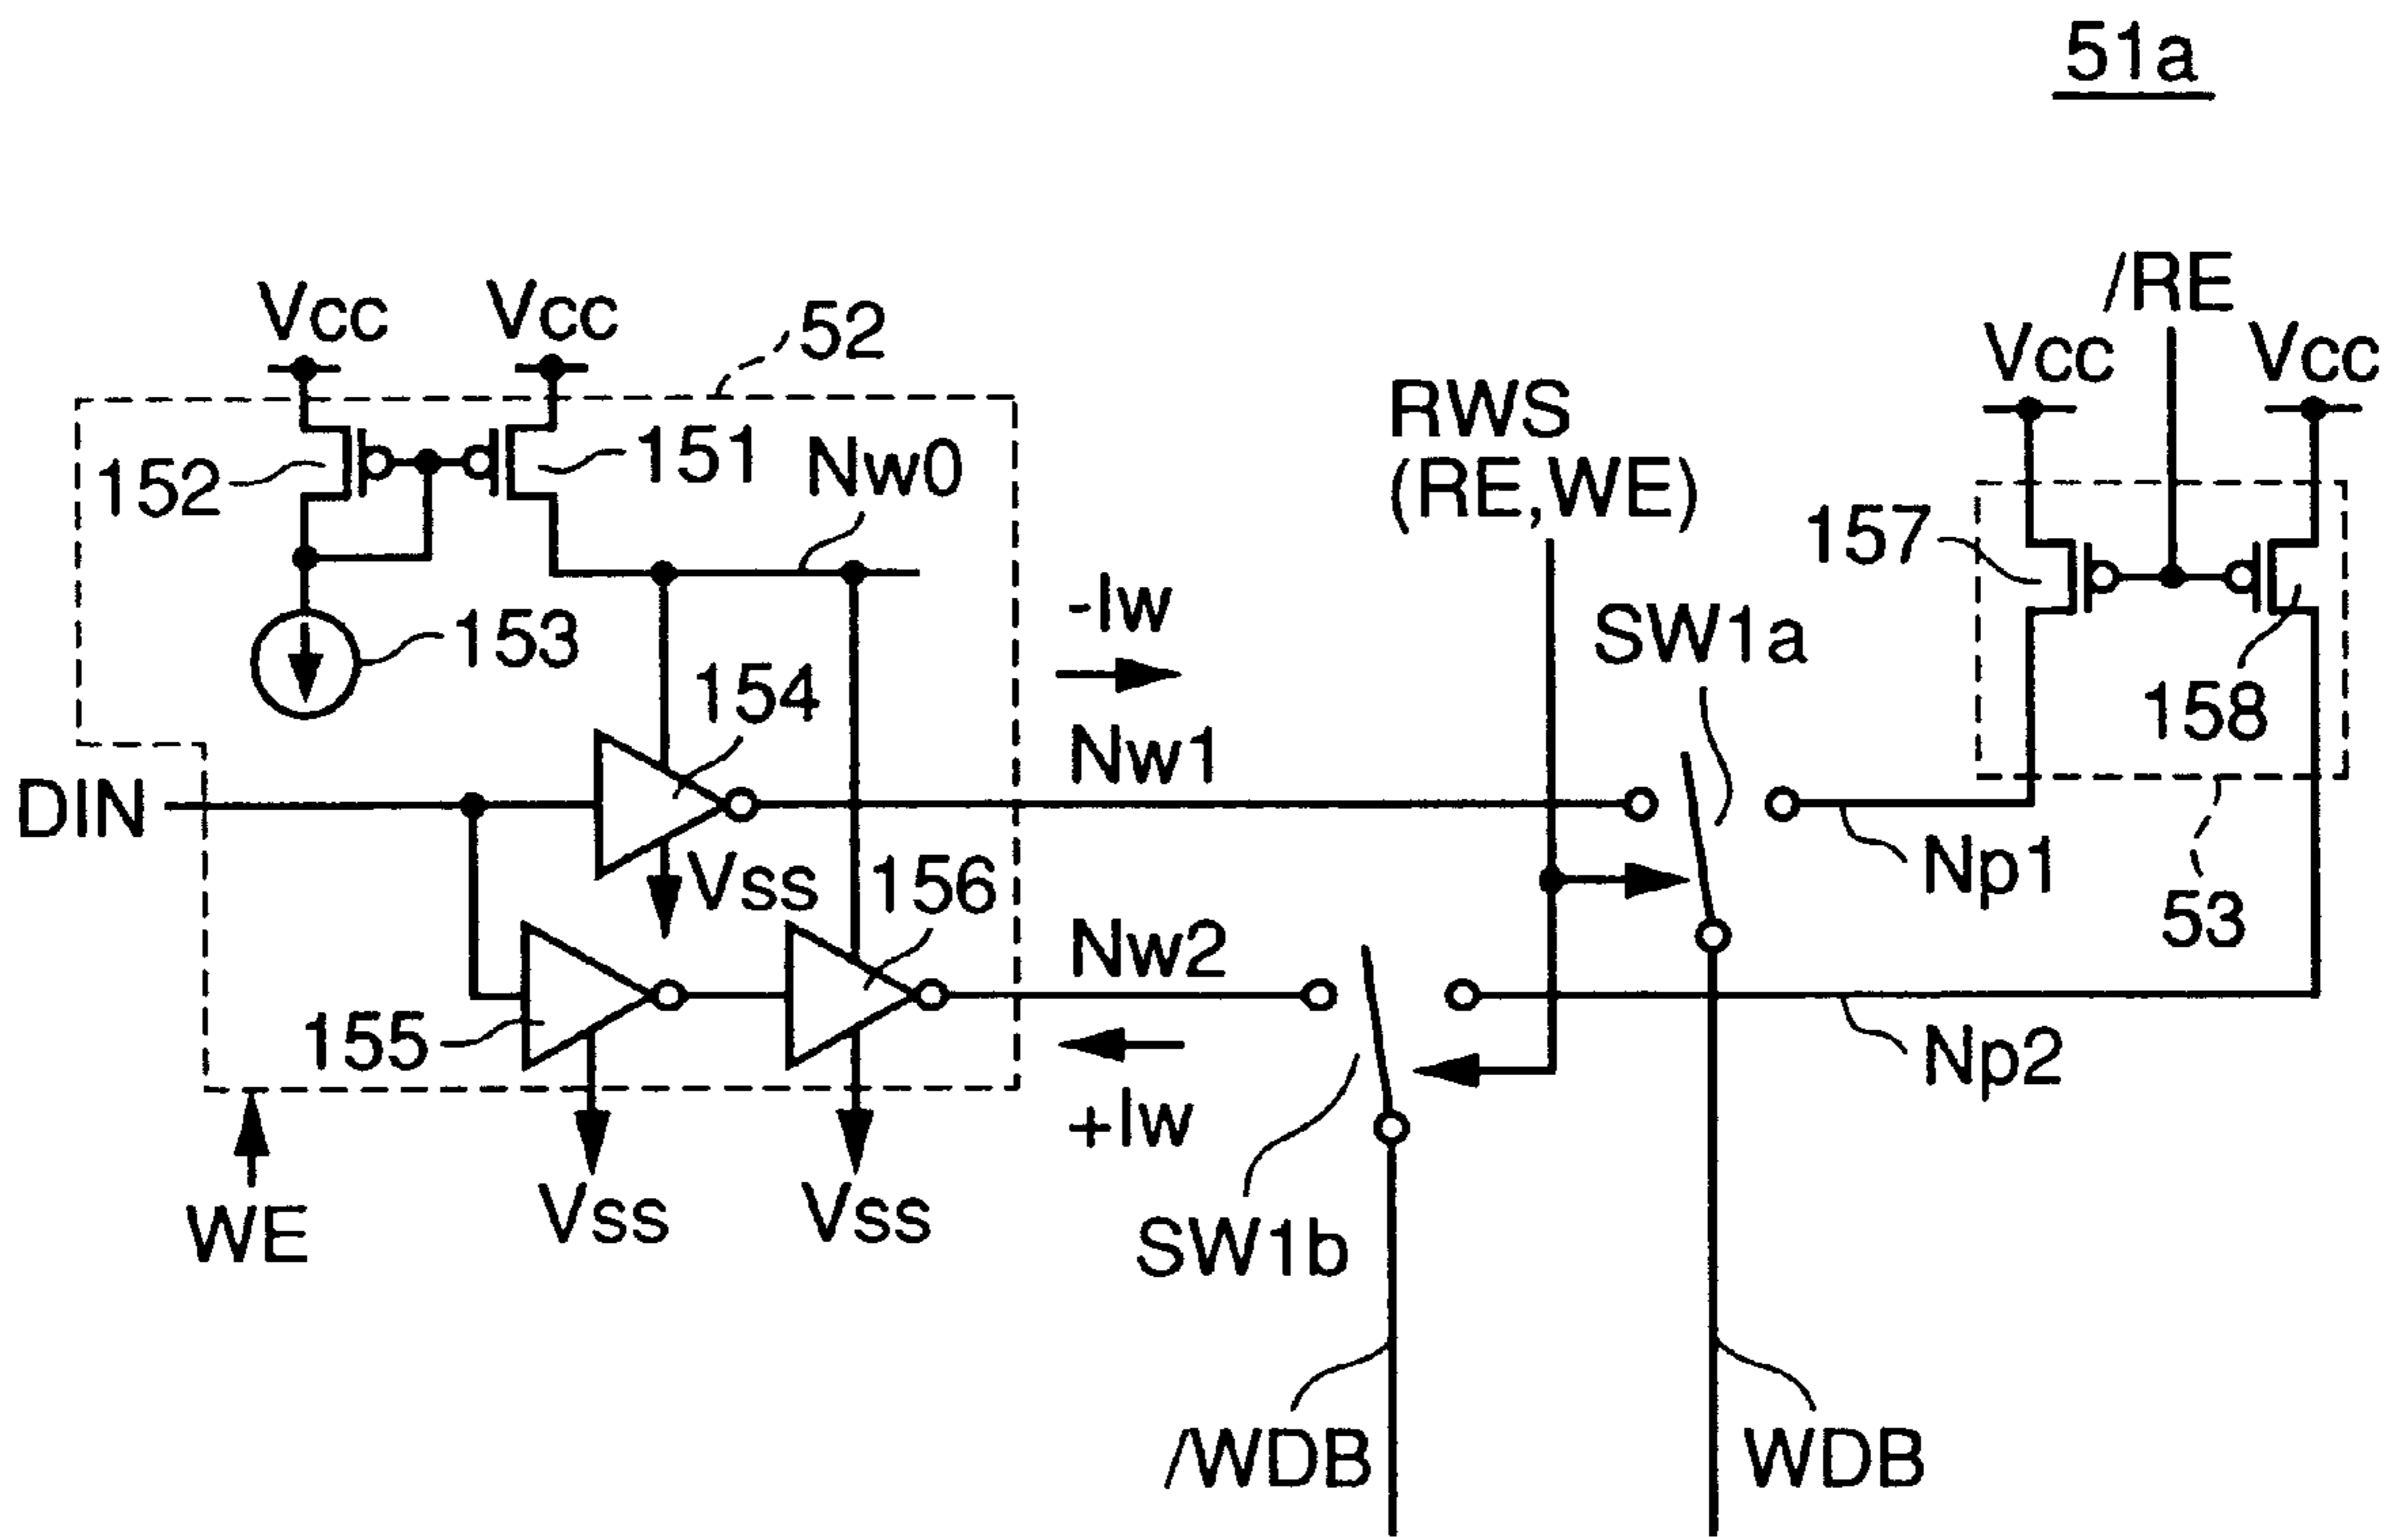 51a
/RE
Vcc
Vcc
52
Vcc
Vcc
RWS
(RE,WE)
152
151
Nw0
157
153
-Iw
SW1a
154
158
Nw1
DIN
Vss
156
Np1
53
Nw2
155
Np2
+Iw
WE
Vss
Vss
SW1b
/WDB
WDB